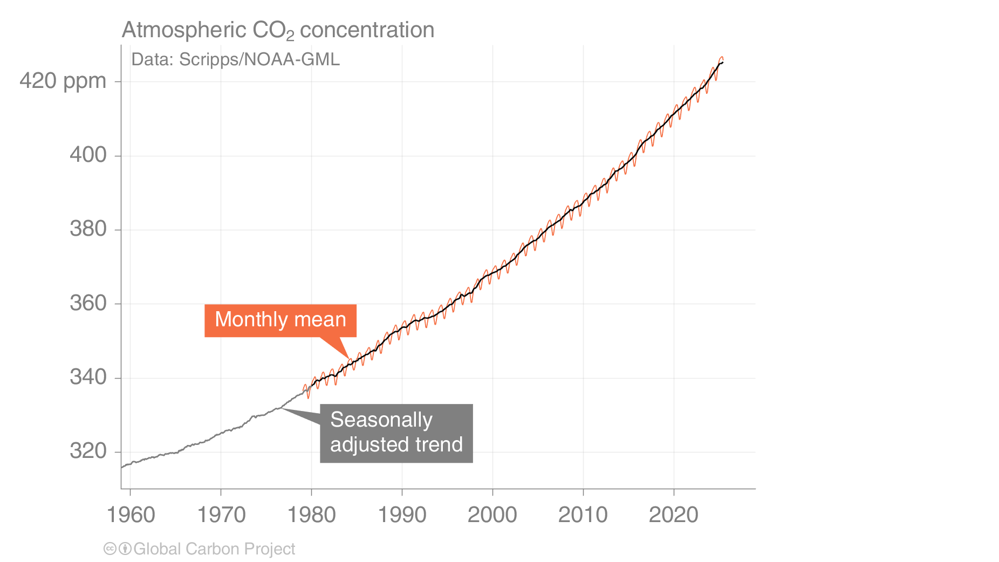 Atmospheric CO₂ concentration
Data: Scripps/NOAA-GML
420 ppm
400
380
360
340
320
Monthly mean
Seasonally
adjusted trend
1960 1970 1980 1990 2000 2010 2020
cc Global Carbon Project